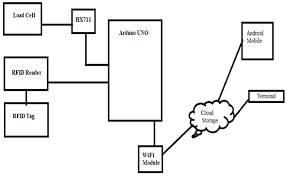 Load Cell
HX711
Arduino UNO
RFID Reader
RFID Tag
WiFi
Module
Cloud
Storage
Android
Mobile
Terminal